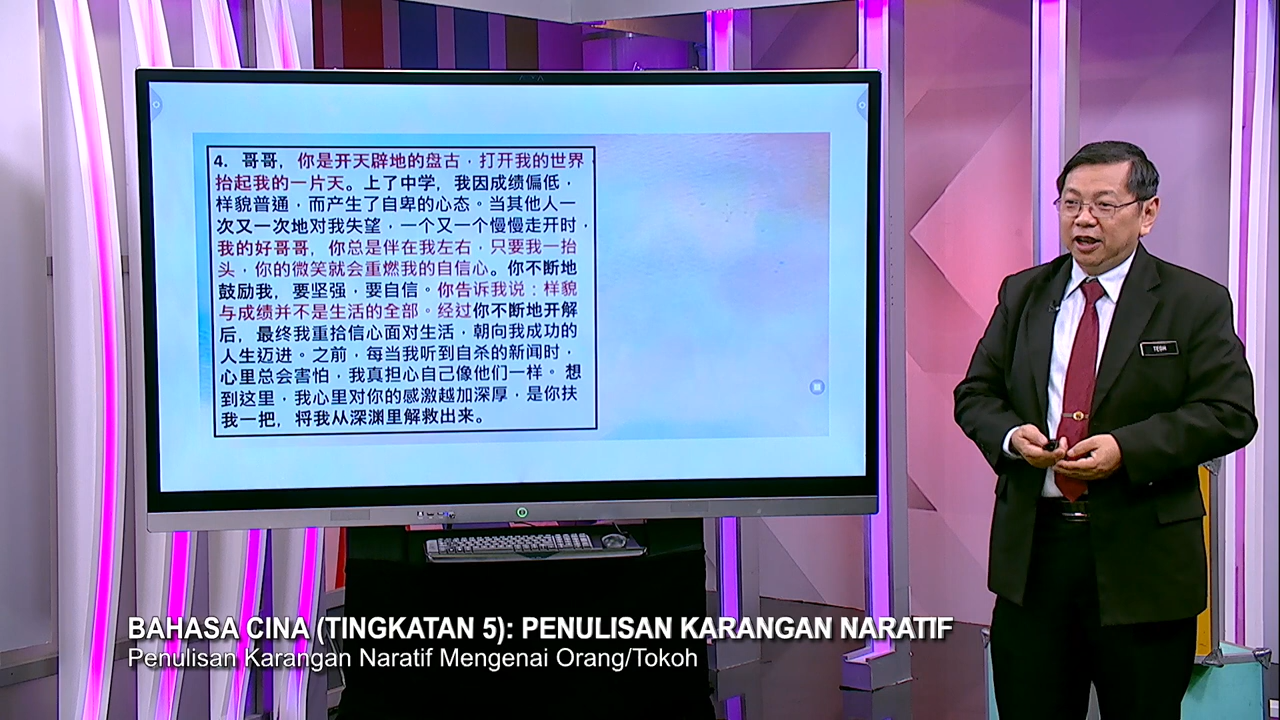 4. 哥哥，你是开天辟地的盘古，打开我的世界，
抬起我的一片天。上了中学，我因成绩偏低，
样貌普通，而产生了自卑的心态。当其他人一
次又一次地对我失望，一个又一个慢慢走开时，
我的好哥哥，你总是伴在我左右，只要我一抬
头，你的微笑就会重燃我的自信心。你不断地
鼓励我，要坚强，要自信。你告诉我说：样貌
与成绩并不是生活的全部。经过你不断地开解
后，最终我重拾信心面对生活，朝向我成功的
人生迈进。之前，每当我听到自杀的新闻时，
心里总会害怕，我真担心自己像他们一样。 想
到这里，我心里对你的感激越加深厚，是你扶
我一把，将我从深渊里解救出来。
TEOH
BAHASA CINA (TINGKATAN 5): PENULISAN KARANGAN NARATIF
Penulisan Karangan Naratif Mengenai Orang/Tokoh